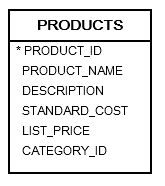 PRODUCTS
* PRODUCT_ID
PRODUCT_NAME
DESCRIPTION
STANDARD_COST
LIST_PRICE
CATEGORY_ID